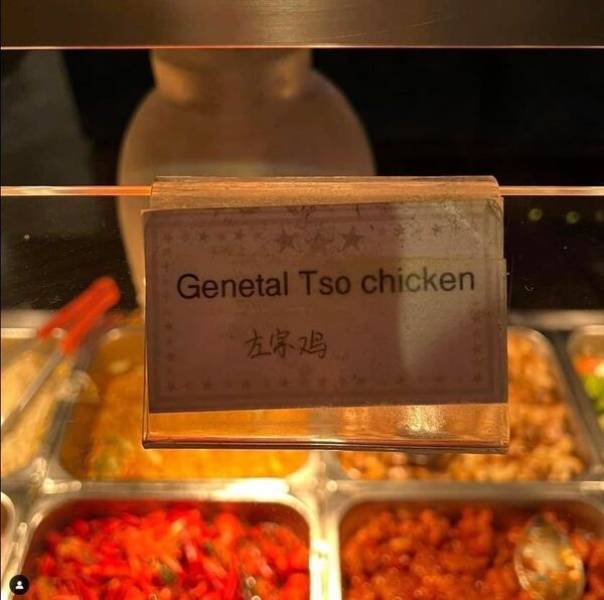 Genetal Tso chicken
左宗鸡